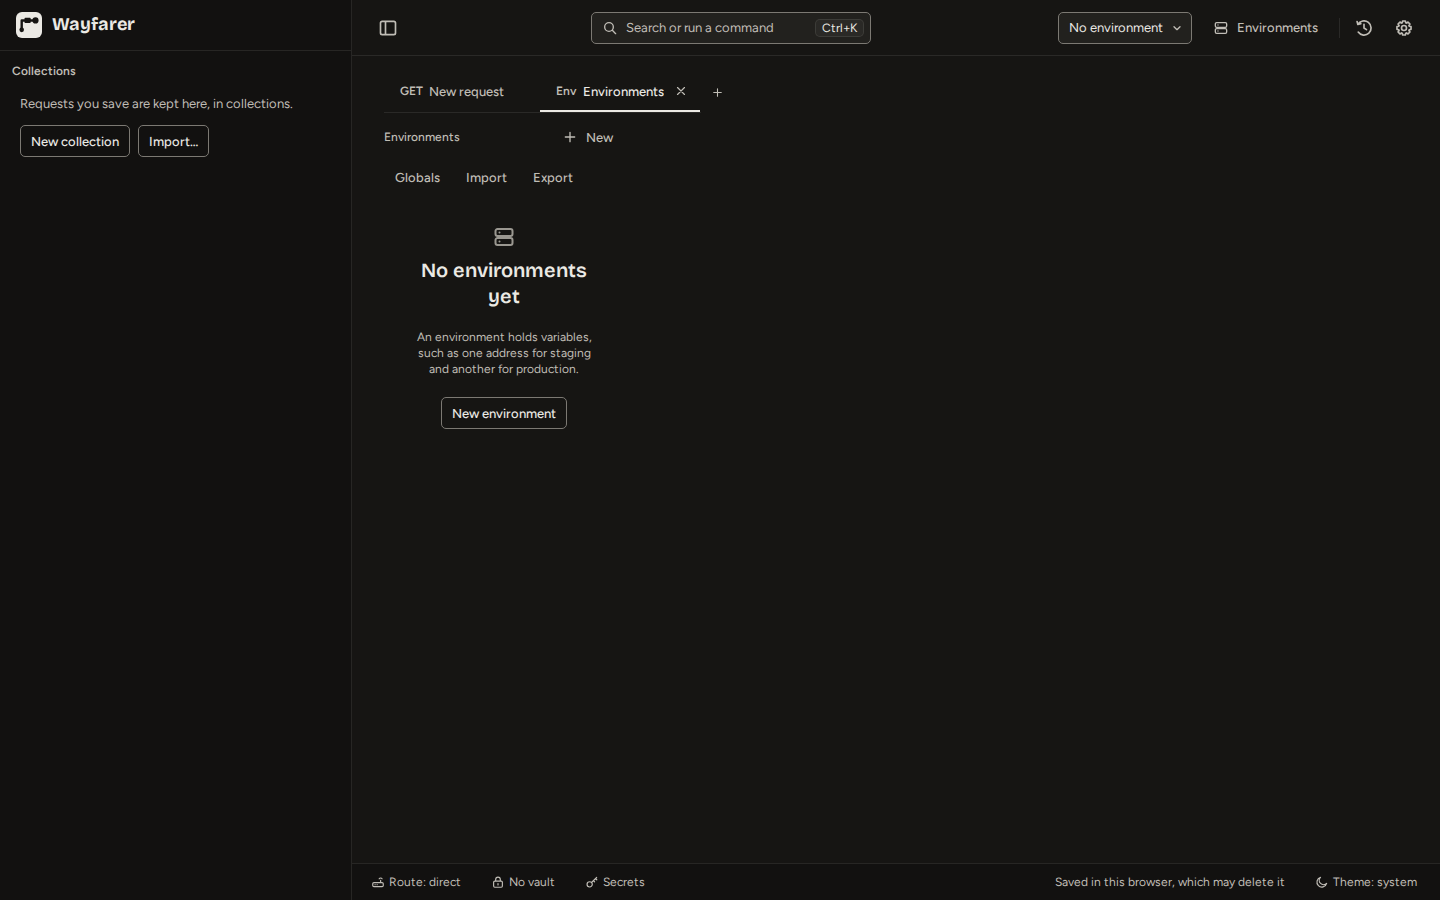 Wayfarer
Search or run a command
Ctrl+K
No environment
Environments
Collections
Requests you save are kept here, in collections.
New collection
Import...
GET New request
Env Environments
Environments
New
Globals
Import
Export
No environments
yet
An environment holds variables,
such as one address for staging
and another for production.
New environment
Route: direct
No vault
Secrets
Saved in this browser, which may delete it
Theme: system